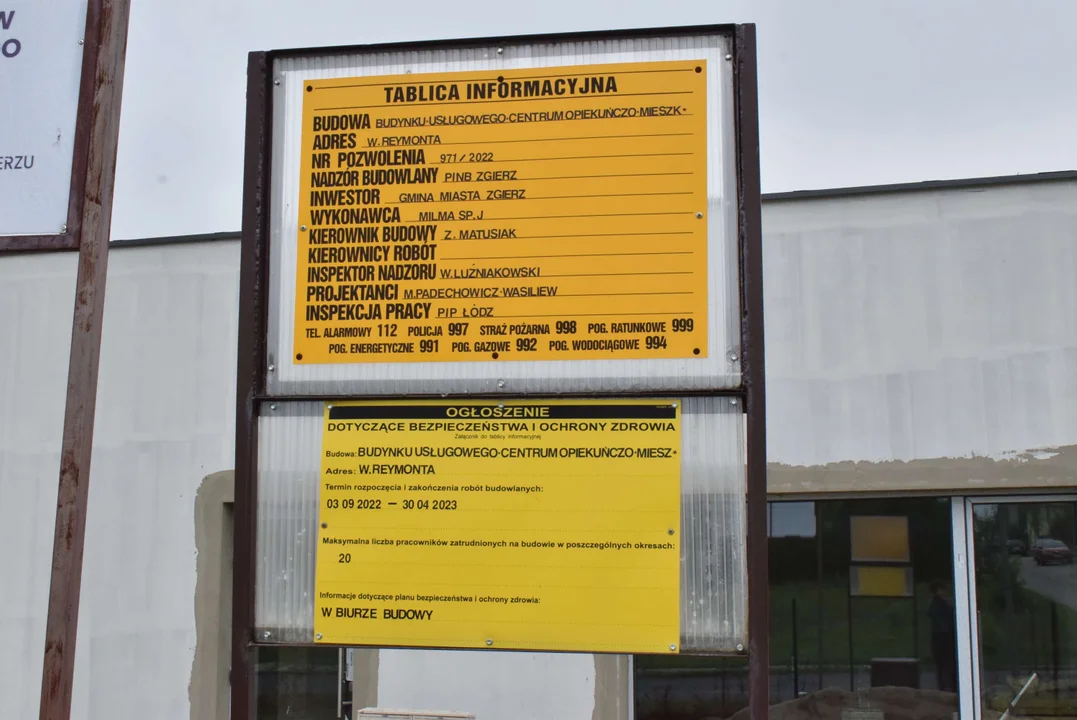 W
GO
ERZU
TABLICA INFORMACYJNA
BUDOWA BUDYNKU·USŁUGOWEGO·CENTRUM OPIEKUŃCZO·MIESZK•
ADRES W.REYMONTA
NR POZWOLENIA 971/2022
NADZÓR BUDOWLANY PINB ZGIERZ
INWESTOR GMINA MIASTA ZGIERZ
WYKONAWCA MILMA SP.J
KIEROWNIK BUDOWY Z. MATUSIAK
KIEROWNICY ROBÓT
INSPEKTOR NADZORU W.LUŹNIAKOWSKI
PROJEKTANCI M.PADECHOWICZ-WASILIEW
INSPEKCJA PRACY PIP ŁÓDZ
TEL. ALARMOWY 112 POLICJA 997 STRAŻ POŻARNA 998 POG. RATUNKOWE 999
POG. ENERGETYCZNE 991 POG. GAZOWE 992 POG. WODOCIĄGOWE 994
OGŁOSZENIE
DOTYCZĄCE BEZPIECZEŃSTWA I OCHRONY ZDROWIA
Załącznik do tablicy informacyjnej
Budowa: BUDYNKU USŁUGOWEGO·CENTRUM OPIEKUŃCZO·MIESZ•
Adres: W.REYMONTA
Termin rozpoczęcia i zakończenia robót budowlanych:
03 09 2022 – 30 04 2023
Maksymalna liczba pracowników zatrudnionych na budowie w poszczególnych okresach:
20
Informacje dotyczące planu bezpieczeństwa i ochrony zdrowia:
W BIURZE BUDOWY